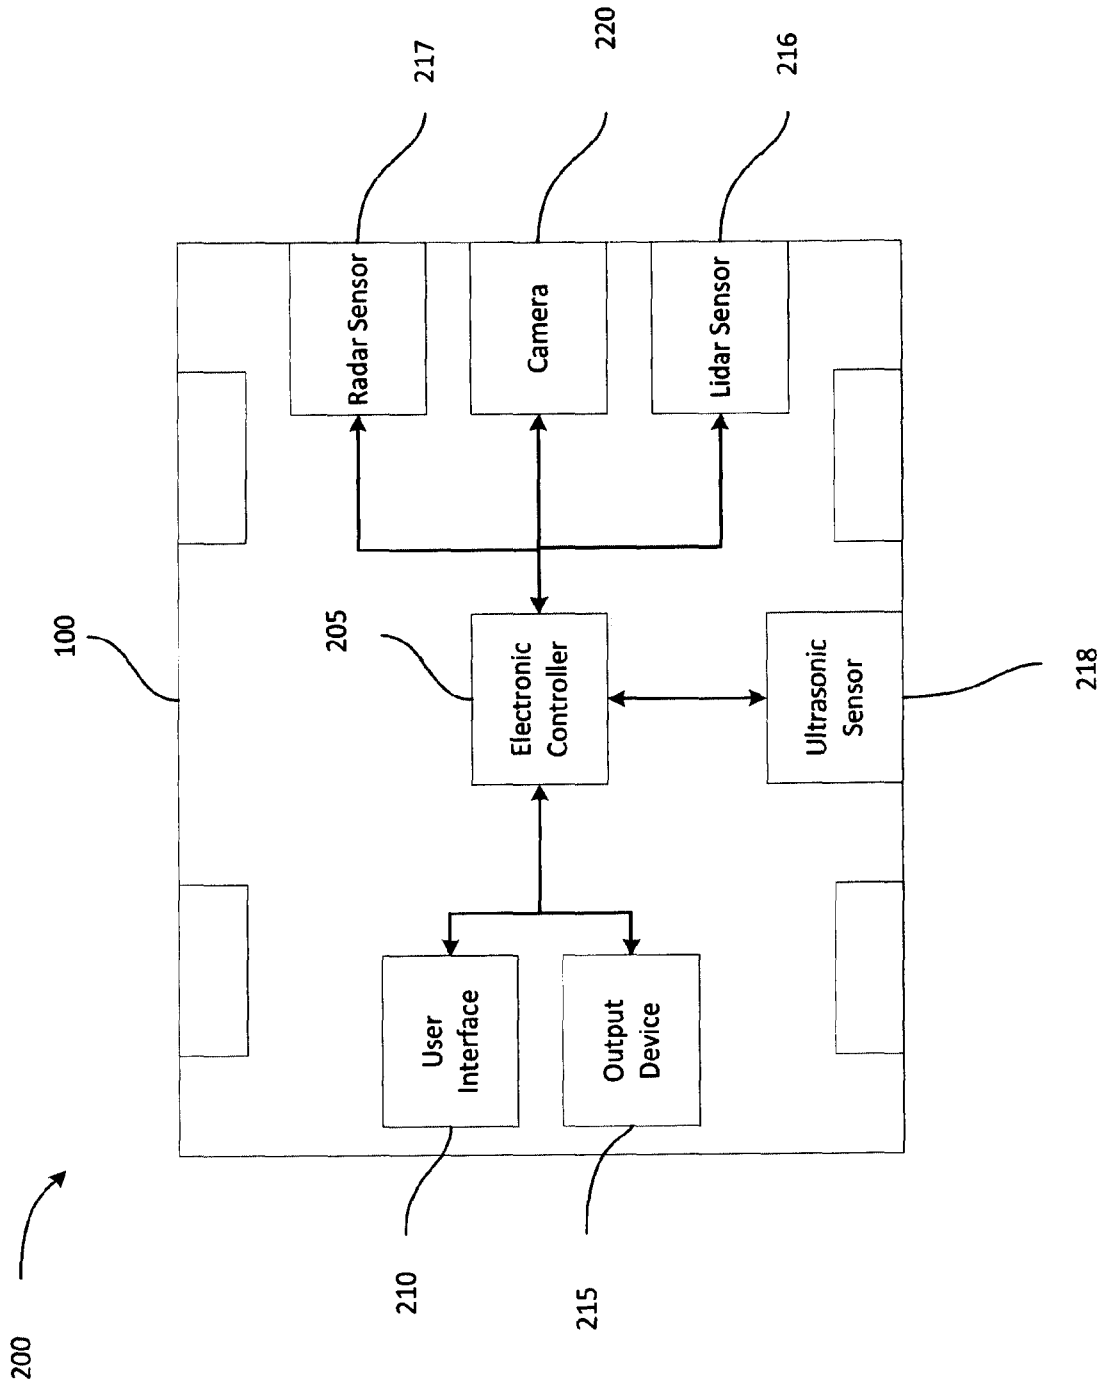 200
100
210
User
Interface
215
Output
Device
205
Electronic
Controller
218
Ultrasonic
Sensor
217
Radar Sensor
220
Camera
216
Lidar Sensor